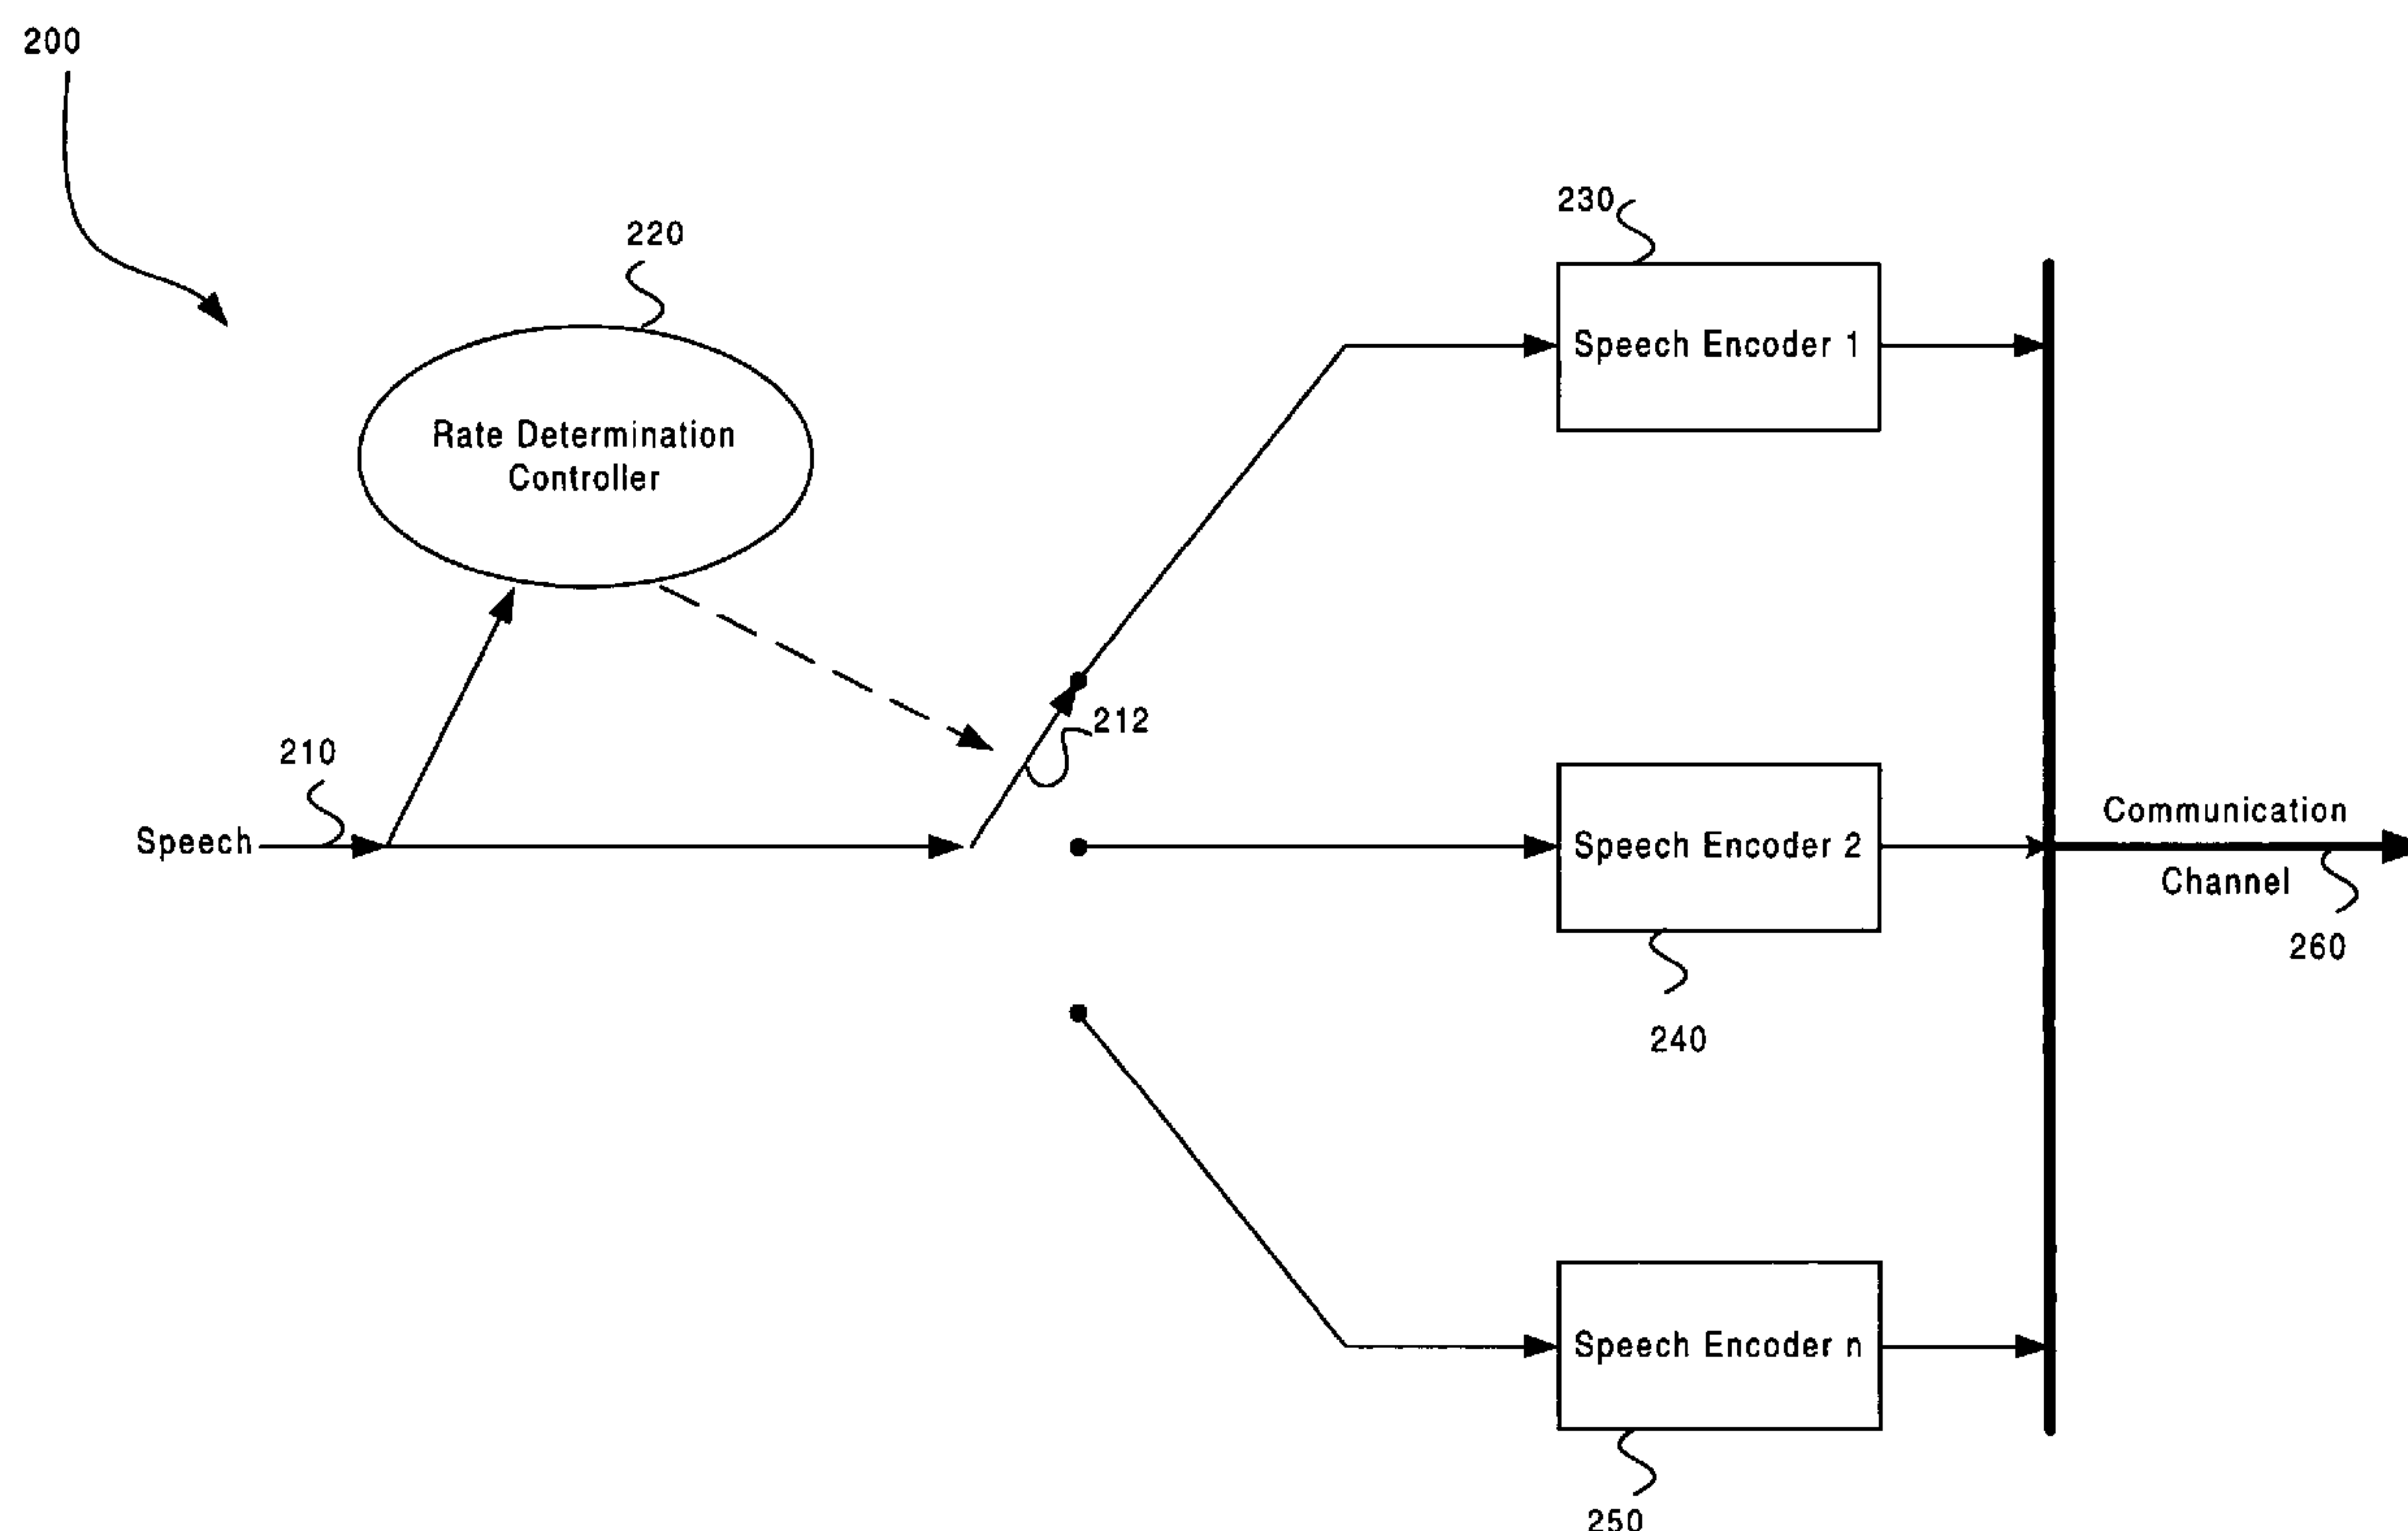 200
220
230
Rate Determination
Controller
Speech Encoder 1
212
210
Speech
Speech Encoder 2
Communication
Channel
260
240
Speech Encoder n
250